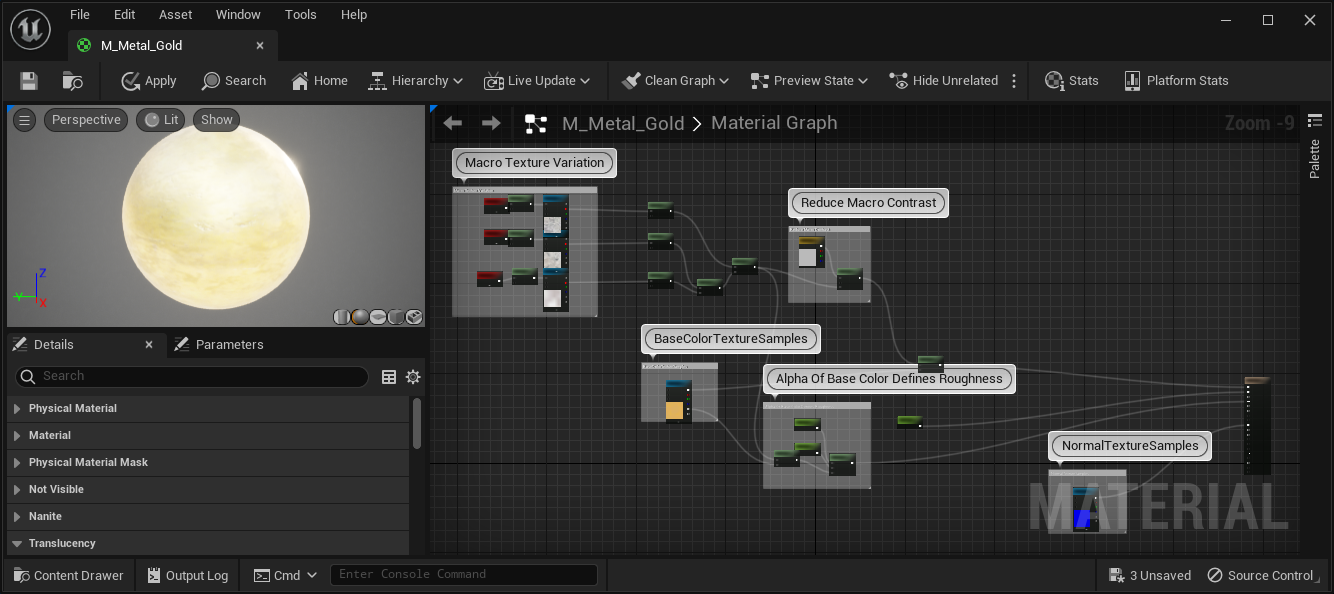 File Edit Asset Window Tools Help
M_Metal_Gold
Apply Search Home Hierarchy Live Update Clean Graph Preview State Hide Unrelated Stats Platform Stats
Perspective Lit Show
M_Metal_Gold Material Graph Zoom -9
Palette
Macro Texture Variation
Reduce Macro Contrast
BaseColorTextureSamples
Alpha Of Base Color Defines Roughness
NormalTextureSamples
MATERIAL
Z
Y
X
Details Parameters
Search
Physical Material
Material
Physical Material Mask
Not Visible
Nanite
Translucency
Content Drawer Output Log Cmd Enter Console Command 3 Unsaved Source Control